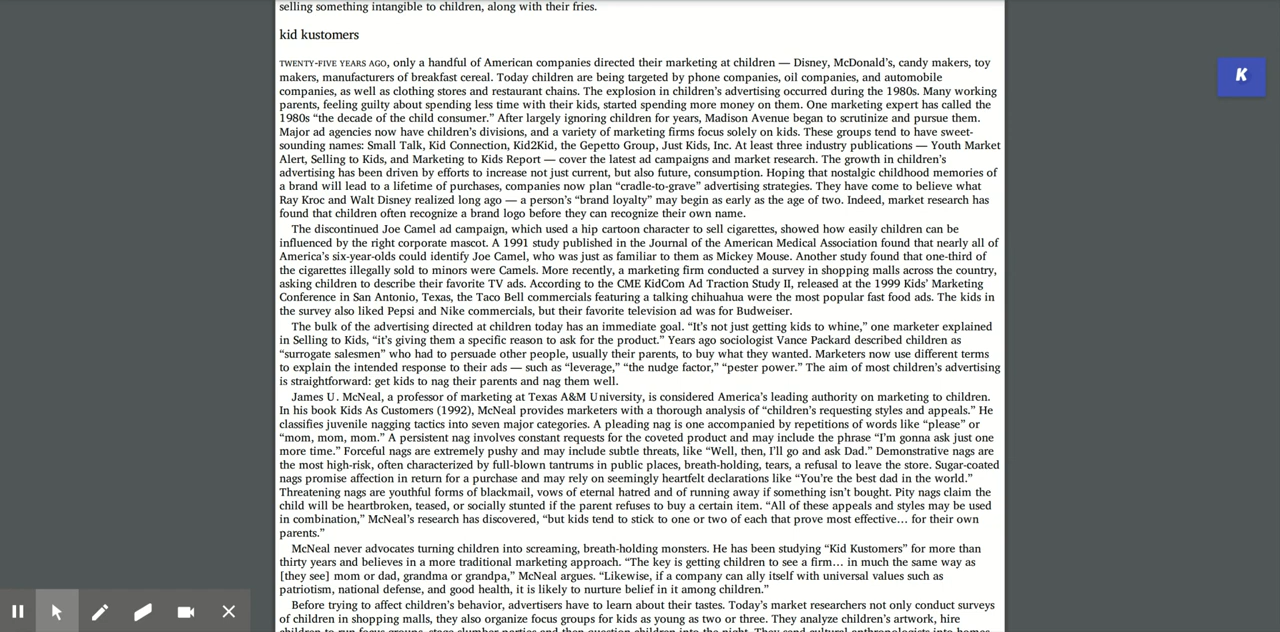 selling something intangible to children, along with their fries.
kid kustomers
TWENTY-FIVE YEARS AGO, only a handful of American companies directed their marketing at children — Disney, McDonald’s, candy makers, toy
makers, manufacturers of breakfast cereal. Today children are being targeted by phone companies, oil companies, and automobile
companies, as well as clothing stores and restaurant chains. The explosion in children’s advertising occurred during the 1980s. Many working
parents, feeling guilty about spending less time with their kids, started spending more money on them. One marketing expert has called the
1980s “the decade of the child consumer.” After largely ignoring children for years, Madison Avenue began to scrutinize and pursue them.
Major ad agencies now have children’s divisions, and a variety of marketing firms focus solely on kids. These groups tend to have sweet-
sounding names: Small Talk, Kid Connection, Kid2Kid, the Gepetto Group, Just Kids, Inc. At least three industry publications — Youth Market
Alert, Selling to Kids, and Marketing to Kids Report — cover the latest ad campaigns and market research. The growth in children’s
advertising has been driven by efforts to increase not just current, but also future, consumption. Hoping that nostalgic childhood memories of
a brand will lead to a lifetime of purchases, companies now plan “cradle-to-grave” advertising strategies. They have come to believe what
Ray Kroc and Walt Disney realized long ago — a person’s “brand loyalty” may begin as early as the age of two. Indeed, market research has
found that children often recognize a brand logo before they can recognize their own name.
The discontinued Joe Camel ad campaign, which used a hip cartoon character to sell cigarettes, showed how easily children can be
influenced by the right corporate mascot. A 1991 study published in the Journal of the American Medical Association found that nearly all of
America’s six-year-olds could identify Joe Camel, who was just as familiar to them as Mickey Mouse. Another study found that one-third of
the cigarettes illegally sold to minors were Camels. More recently, a marketing firm conducted a survey in shopping malls across the country,
asking children to describe their favorite TV ads. According to the CME KidCom Ad Traction Study II, released at the 1999 Kids’ Marketing
Conference in San Antonio, Texas, the Taco Bell commercials featuring a talking chihuahua were the most popular fast food ads. The kids in
the survey also liked Pepsi and Nike commercials, but their favorite television ad was for Budweiser.
The bulk of the advertising directed at children today has an immediate goal. “It’s not just getting kids to whine,” one marketer explained
in Selling to Kids, “it’s giving them a specific reason to ask for the product.” Years ago sociologist Vance Packard described children as
“surrogate salesmen” who had to persuade other people, usually their parents, to buy what they wanted. Marketers now use different terms
to explain the intended response to their ads — such as “leverage,” “the nudge factor,” “pester power.” The aim of most children’s advertising
is straightforward: get kids to nag their parents and nag them well.
James U. McNeal, a professor of marketing at Texas A&M University, is considered America’s leading authority on marketing to children.
In his book Kids As Customers (1992), McNeal provides marketers with a thorough analysis of “children’s requesting styles and appeals.” He
classifies juvenile nagging tactics into seven major categories. A pleading nag is one accompanied by repetitions of words like “please” or
“mom, mom, mom.” A persistent nag involves constant requests for the coveted product and may include the phrase “I’m gonna ask just one
more time.” Forceful nags are extremely pushy and may include subtle threats, like “Well, then, I’ll go and ask Dad.” Demonstrative nags are
the most high-risk, often characterized by full-blown tantrums in public places, breath-holding, tears, a refusal to leave the store. Sugar-coated
nags promise affection in return for a purchase and may rely on seemingly heartfelt declarations like “You’re the best dad in the world.”
Threatening nags are youthful forms of blackmail, vows of eternal hatred and of running away if something isn’t bought. Pity nags claim the
child will be heartbroken, teased, or socially stunted if the parent refuses to buy a certain item. “All of these appeals and styles may be used
in combination,” McNeal’s research has discovered, “but kids tend to stick to one or two of each that prove most effective… for their own
parents.”
McNeal never advocates turning children into screaming, breath-holding monsters. He has been studying “Kid Kustomers” for more than
thirty years and believes in a more traditional marketing approach. “The key is getting children to see a firm… in much the same way as
[they see] mom or dad, grandma or grandpa,” McNeal argues. “Likewise, if a company can ally itself with universal values such as
patriotism, national defense, and good health, it is likely to nurture belief in it among children.”
Before trying to affect children’s behavior, advertisers have to learn about their tastes. Today’s market researchers not only conduct surveys
of children in shopping malls, they also organize focus groups for kids as young as two or three. They analyze children’s artwork, hire
children to run focus groups, stage slumber parties and then question children into the night. They send cultural anthropologists into homes,
K